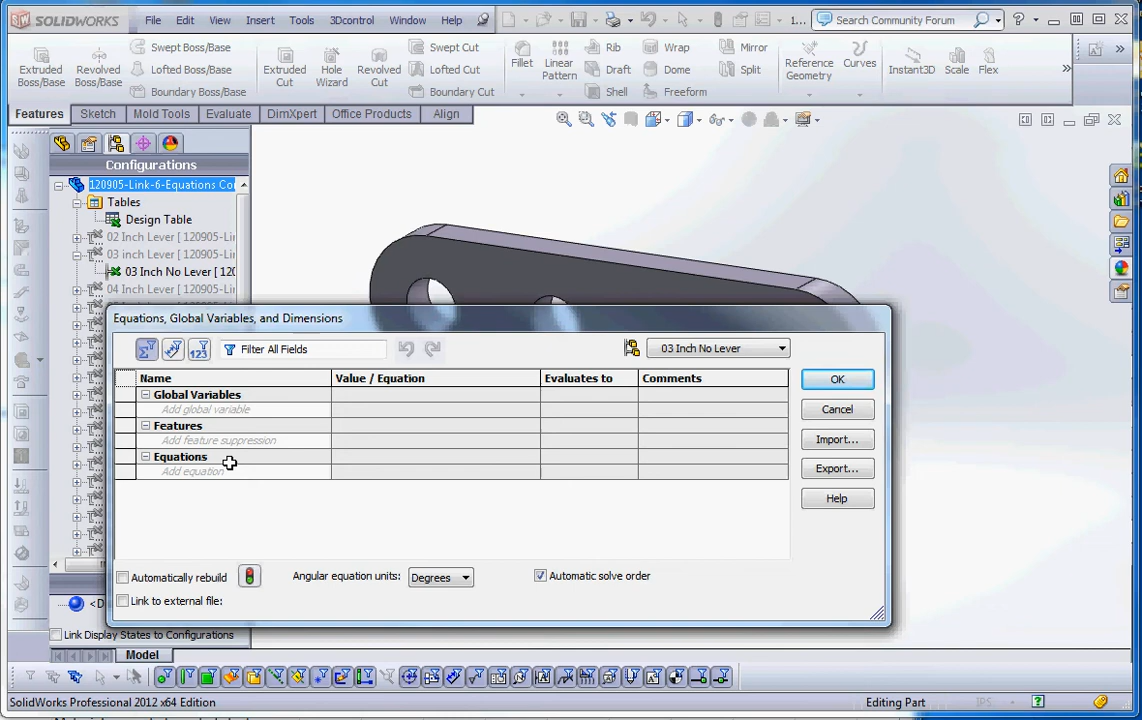 SOLIDWORKS File Edit View Insert Tools 3Dcontrol Window Help 1... Search Community Forum ?
Extruded Boss/Base
Revolved Boss/Base
Swept Boss/Base
Lofted Boss/Base
Boundary Boss/Base
Extruded Cut
Hole Wizard
Revolved Cut
Swept Cut
Lofted Cut
Boundary Cut
Fillet
Linear Pattern
Rib
Draft
Shell
Wrap
Dome
Freeform
Mirror
Split
Reference Geometry
Curves
Instant3D
Scale
Flex
Features Sketch Mold Tools Evaluate DimXpert Office Products Align
Configurations
120905-Link-6-Equations Co
Tables
Design Table
02 Inch Lever [ 120905-Li
03 inch Lever [ 120905-Li
03 Inch No Lever [ 120
04 Inch Lever [ 120905-Li
Equations, Global Variables, and Dimensions
Filter All Fields
03 Inch No Lever
Name Value / Equation Evaluates to Comments
Global Variables
Add global variable
Features
Add feature suppression
Equations
Add equation
OK
Cancel
Import...
Export...
Help
Automatically rebuild Angular equation units: Degrees Automatic solve order
Link to external file:
<D
Link Display States to Configurations
Model
SolidWorks Professional 2012 x64 Edition Editing Part IPS